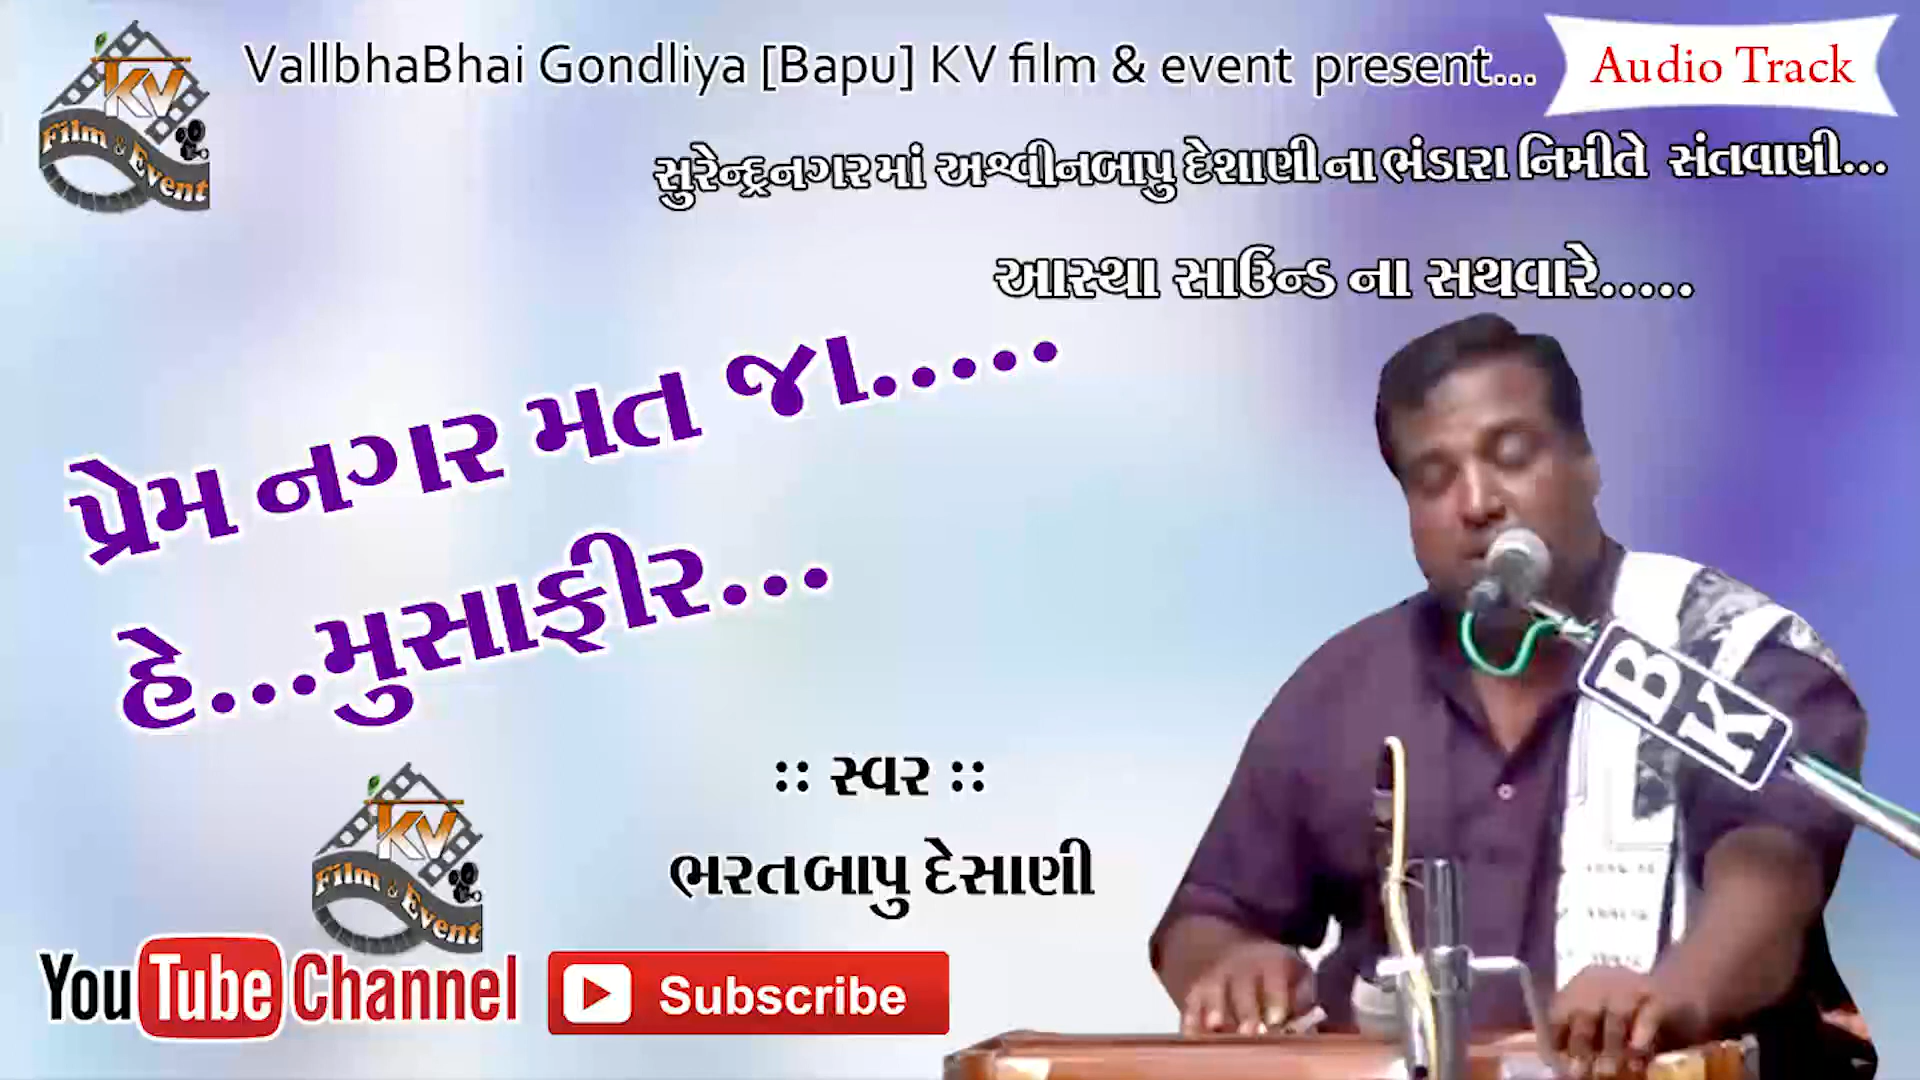 KV
Film & Event
VallbhaBhai Gondliya [Bapu] KV film & event present...
Audio Track
સુરેન્દ્રનગરમાં અશ્વીનબાપુ દેશાણી ના ભંડારા નિમીતે સંતવાણી...
આસ્થા સાઉન્ડ ના સથવારે.....
પ્રેમ નગર મત જા.....
હે...મુસાફીર...
BK
:: સ્વર ::
ભરતબાપુ દેસાણી
KV
Film & Event
YouTube Channel
Subscribe